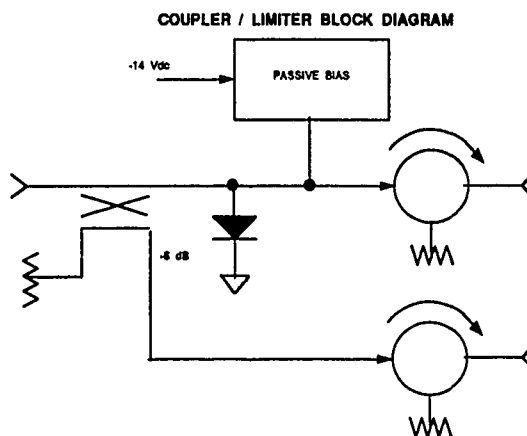 COUPLER / LIMITER BLOCK DIAGRAM
-14 Vdc
PASSIVE BIAS
-6 dB